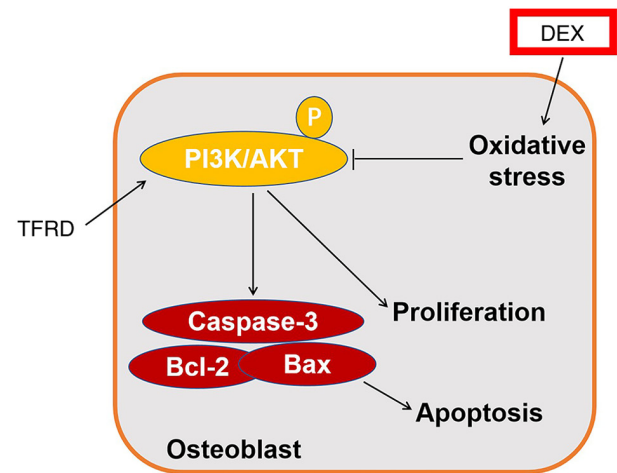 DEX
P
PI3K/AKT
Oxidative
stress
TFRD
Proliferation
Caspase-3
Bcl-2
Bax
Apoptosis
Osteoblast